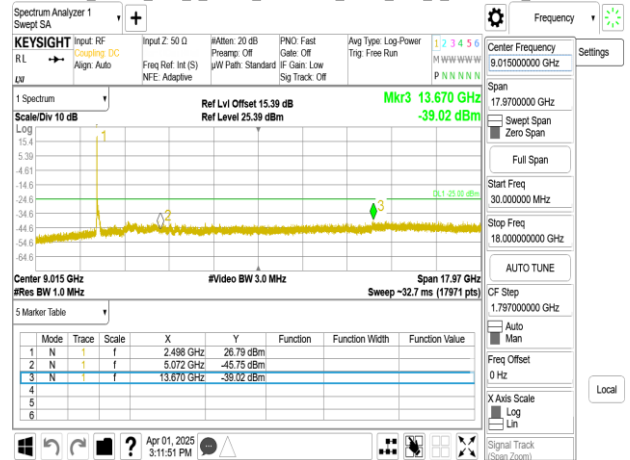 Spectrum Analyzer 1
Swept SA
+
Frequency
KEYSIGHT
RL
Input: RF
Coupling: DC
Align: Auto
Input Z: 50 Ω
Freq Ref: Int (S)
NFE: Adaptive
#Atten: 20 dB
Preamp: Off
µW Path: Standard
PNO: Fast
Gate: Off
IF Gain: Low
Sig Track: Off
Avg Type: Log-Power
Trig: Free Run
1 2 3 4 5 6
M W W W W W
P N N N N N
1 Spectrum
Scale/Div 10 dB
Log
Ref Lvl Offset 15.39 dB
Ref Level 25.39 dBm
Mkr3 13.670 GHz
-39.02 dBm
15.4
5.39
-4.61
-14.6
-24.6
-34.6
-44.6
-54.6
-64.6
1
2
3
DL1 -25.00 dBm
Center 9.015 GHz
#Res BW 1.0 MHz
#Video BW 3.0 MHz
Span 17.97 GHz
Sweep ~32.7 ms (17971 pts)
5 Marker Table
Mode Trace Scale X Y Function Function Width Function Value
1 N 1 f 2.498 GHz 26.79 dBm
2 N 1 f 5.072 GHz -45.75 dBm
3 N 1 f 13.670 GHz -39.02 dBm
4
5
6
?
Apr 01, 2025
3:11:51 PM
Center Frequency
9.015000000 GHz
Settings
Span
17.9700000 GHz
Swept Span
Zero Span
Full Span
Start Freq
30.000000 MHz
Stop Freq
18.000000000 GHz
AUTO TUNE
CF Step
1.797000000 GHz
Auto
Man
Freq Offset
0 Hz
X Axis Scale
Log
Lin
Local
Signal Track
(Span Zoom)